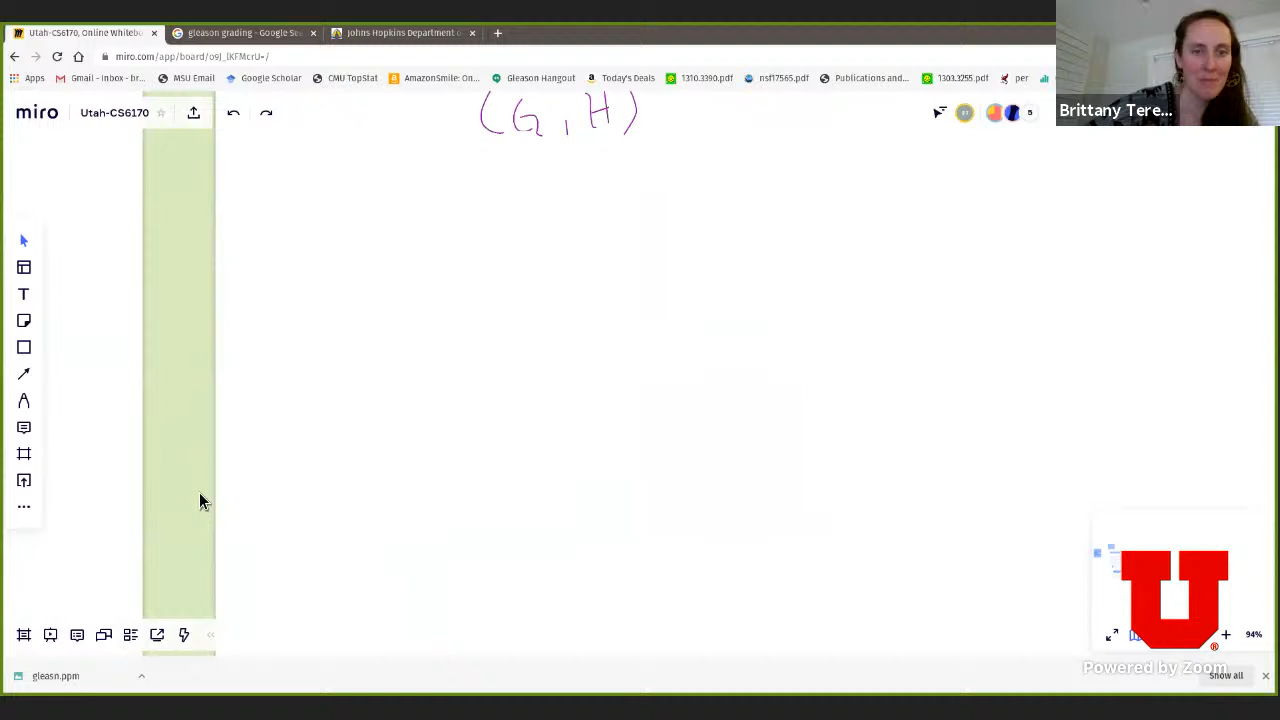 Utah-CS6170, Online Whitebo
gleason grading - Google Se
Johns Hopkins Department o
miro.com/app/board/o9J_lKFMcrU=/
Apps
Gmail - Inbox - br...
MSU Email
Google Scholar
CMU TopStat
AmazonSmile: On...
Gleason Hangout
Today's Deals
1310.3390.pdf
nsf17565.pdf
Publications and...
1303.3255.pdf
per
Brittany Tere...
miro
Utah-CS6170
(G, H)
5
T
U
®
94%
Powered by Zoom
gleasn.ppm
Show all